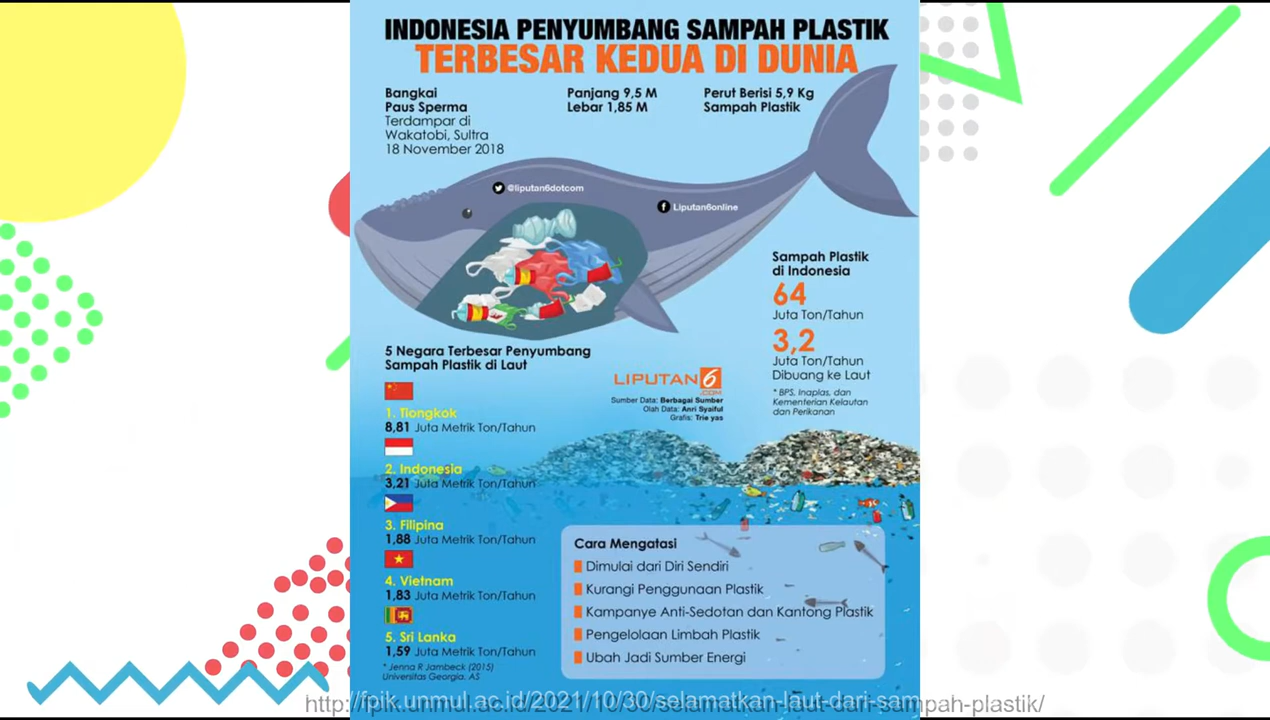 INDONESIA PENYUMBANG SAMPAH PLASTIK
TERBESAR KEDUA DI DUNIA
Bangkai
Paus Sperma
Terdampar di
Wakatobi, Sultra
18 November 2018
Panjang 9,5 M
Lebar 1,85 M
Perut Berisi 5,9 Kg
Sampah Plastik
@liputan6dotcom
Liputan6online
Sampah Plastik
di Indonesia
64
Juta Ton/Tahun
3,2
Juta Ton/Tahun
Dibuang ke Laut
* BPS, Inaplas, dan
Kementerian Kelautan
dan Perikanan
5 Negara Terbesar Penyumbang
Sampah Plastik di Laut
1. Tiongkok
8,81 Juta Metrik Ton/Tahun
2. Indonesia
3,21 Juta Metrik Ton/Tahun
3. Filipina
1,88 Juta Metrik Ton/Tahun
4. Vietnam
1,83 Juta Metrik Ton/Tahun
5. Sri Lanka
1,59 Juta Metrik Ton/Tahun
* Jenna R Jambeck (2015)
Universitas Georgia, AS
LIPUTAN 6
.COM
Sumber Data: Berbagai Sumber
Olah Data: Anri Syaiful
Grafis: Trie yas
Cara Mengatasi
Dimulai dari Diri Sendiri
Kurangi Penggunaan Plastik
Kampanye Anti-Sedotan dan Kantong Plastik
Pengelolaan Limbah Plastik
Ubah Jadi Sumber Energi
http://fpik.unmul.ac.id/2021/10/30/selamatkan-laut-dari-sampah-plastik/